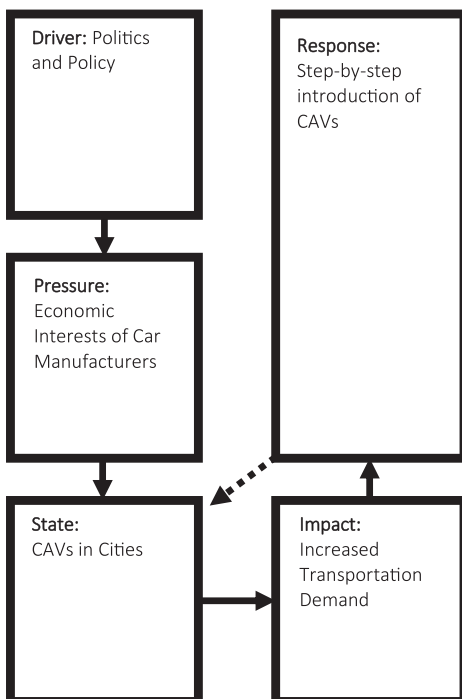 Driver: Politics
and Policy
Pressure:
Economic
Interests of Car
Manufacturers
State:
CAVs in Cities
Impact:
Increased
Transportation
Demand
Response:
Step-by-step
introduction of
CAVs